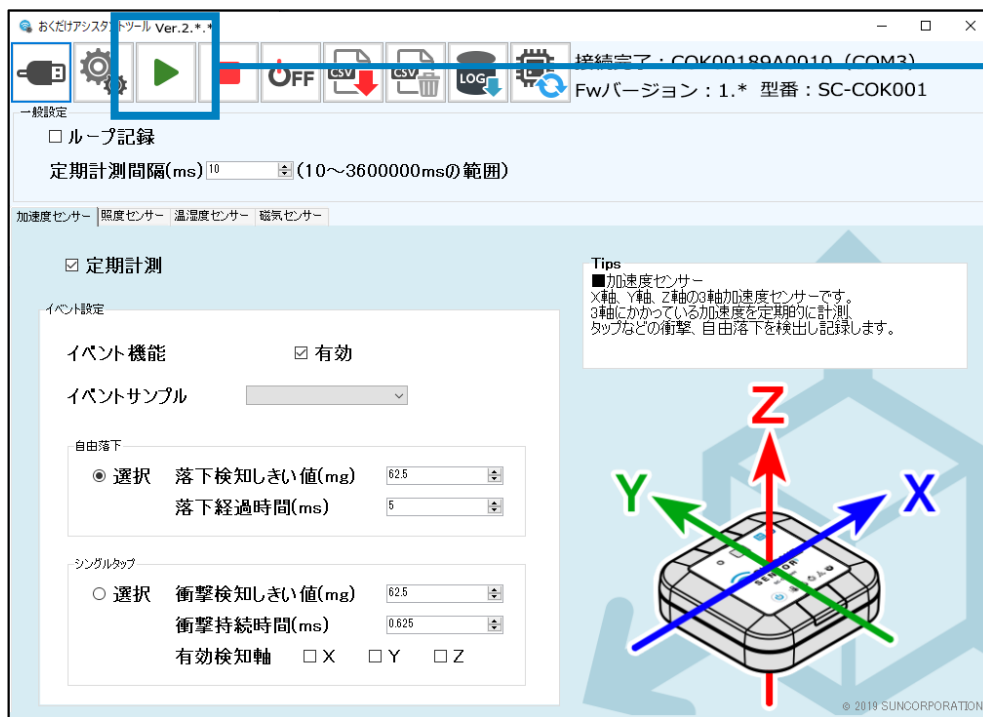 おくだけアシスタントツール Ver.2.*.*
OFF CSV CSV LOG
接続完了：COK00189A0010 (COM3)
Fwバージョン：1.* 型番：SC-COK001
一般設定
ループ記録
定期計測間隔(ms) 10 (10～3600000msの範囲)
加速度センサー 照度センサー 温湿度センサー 磁気センサー
定期計測
イベント設定
イベント機能 有効
イベントサンプル
自由落下
選択 落下検知しきい値(mg) 62.5
落下経過時間(ms) 5
シングルタップ
選択 衝撃検知しきい値(mg) 62.5
衝撃持続時間(ms) 0.625
有効検知軸 X Y Z
Tips
■加速度センサー
X軸、Y軸、Z軸の3軸加速度センサーです。
3軸にかかっている加速度を定期的に計測、
タップなどの衝撃、自由落下を検出し記録します。
Z
Y X
SENSOR
© 2019 SUNCORPORATION